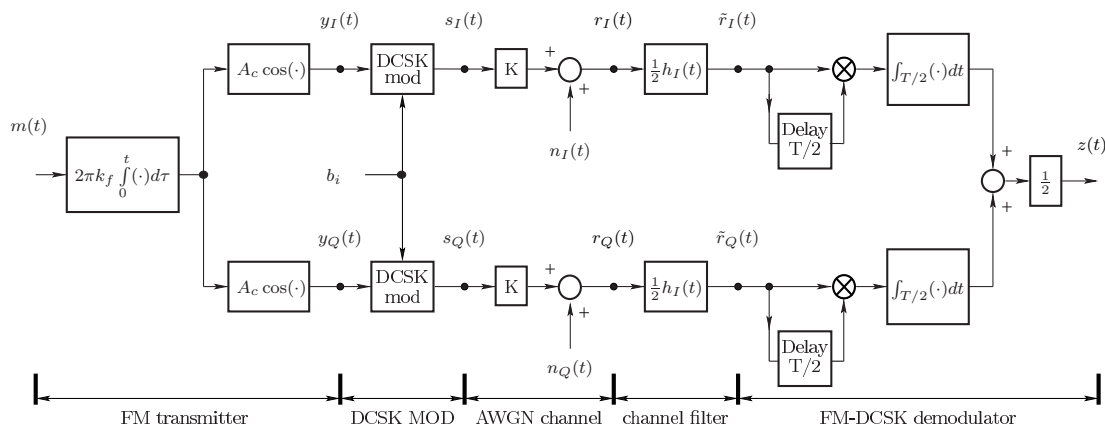 y_I(t) s_I(t) r_I(t) r̃_I(t)
A_c cos(·) DCSK mod K + + ½h_I(t) ∫_{T/2}(·)dt
m(t) n_I(t) Delay T/2 + z(t)
2πk_f ∫_0^t(·)dτ b_i ½
y_Q(t) s_Q(t) r_Q(t) r̃_Q(t) +
A_c cos(·) DCSK mod K + + ½h_I(t) ∫_{T/2}(·)dt
n_Q(t) Delay T/2
FM transmitter DCSK MOD AWGN channel channel filter FM-DCSK demodulator